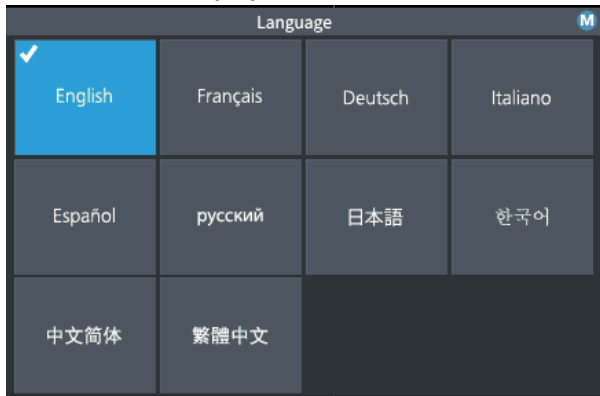 Language
M
English
Français
Deutsch
Italiano
Español
русский
日本語
한국어
中文简体
繁體中文